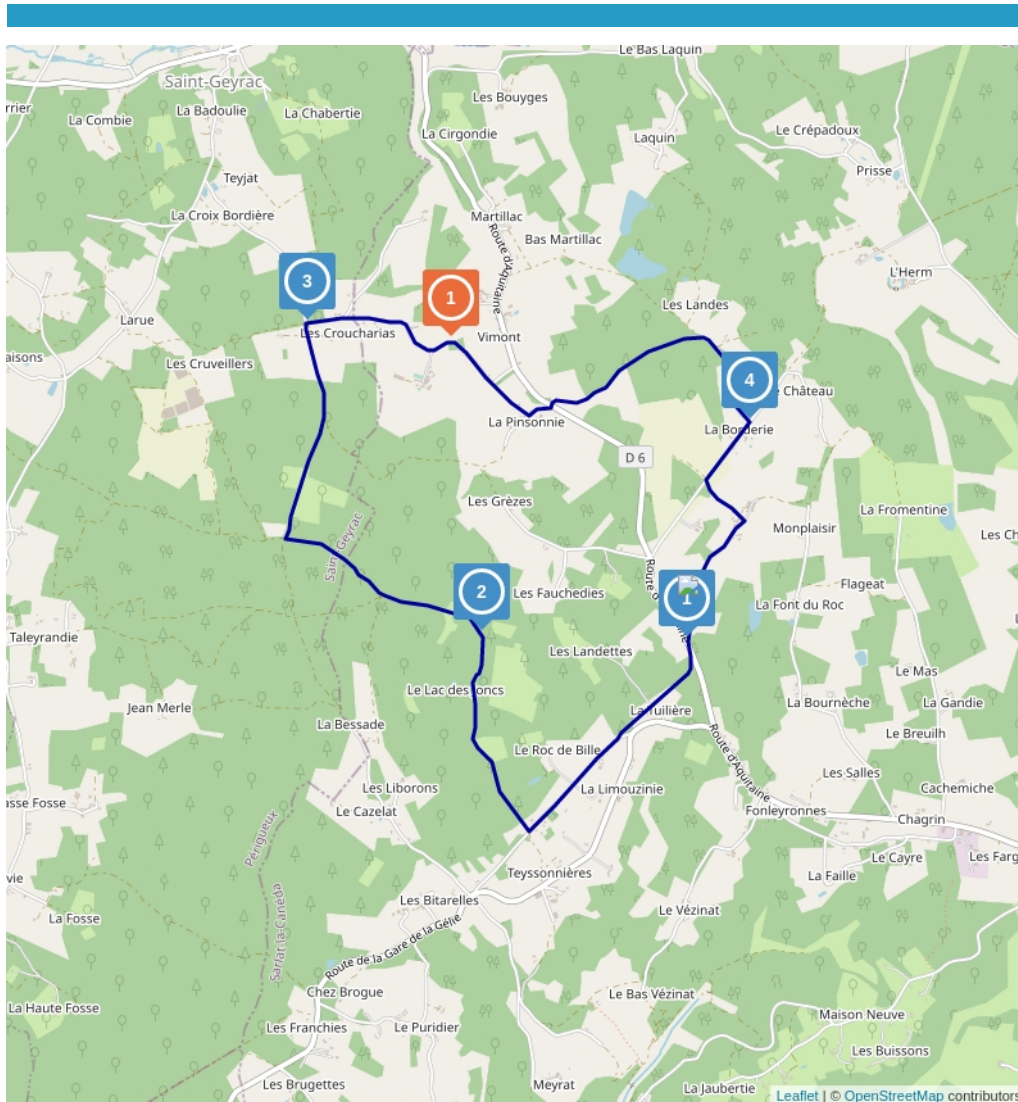 Le Bas Laquin
Saint-Geyrac
La Badoulie
La Chabertie
La Combie
rrier
Les Bouyges
La Cirgondie
Laquin
Le Crépadoux
Prisse
Teyjat
La Croix Bordière
Martillac
Route d'Aquitaine
Bas Martillac
L'Herm
3
1
Les Landes
Larue
Les Croucharias
Vimont
aisons
Les Cruveillers
4
Château
La Pinsonnie
La Borderie
D 6
Les Grèzes
La Fromentine
Monplaisir
Les Ch
Saint-Geyrac
Route d
ine
2
Les Fauchedies
1
Flageat
La Font du Roc
Taleyrandie
Les Landettes
Le Mas
Le Lac des Joncs
Jean Merle
La Tuilière
La Bournèche
La Gandie
La Bessade
Route d'Aquitaine
Le Breuilh
Le Roc de Bille
Les Salles
Les Liborons
La Limouzinie
Cachemiche
asse Fosse
Le Cazelat
Fonleyronnes
Chagrin
Périgueux
Le Cayre
Les Farg
Teyssonnières
La Faille
vie
Sarlat-la-Canéda
Les Bitarelles
Le Vézinat
La Fosse
Route de la Gare de la Gélie
Chez Brogue
Le Bas Vézinat
La Haute Fosse
Maison Neuve
Les Franchies
Le Puridier
Les Buissons
Les Brugettes
Meyrat
La Jaubertie
Leaflet | © OpenStreetMap contributors